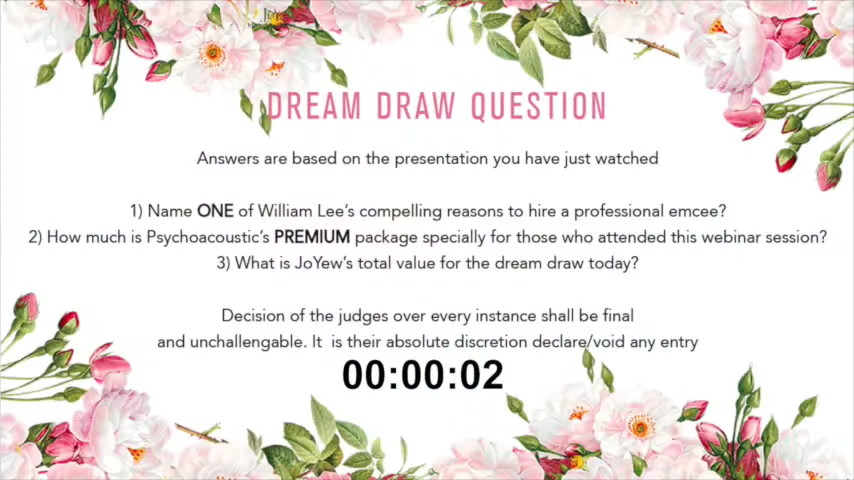 DREAM DRAW QUESTION
Answers are based on the presentation you have just watched
1) Name ONE of William Lee's compelling reasons to hire a professional emcee?
2) How much is Psychoacoustic's PREMIUM package specially for those who attended this webinar session?
3) What is JoYew's total value for the dream draw today?
Decision of the judges over every instance shall be final
and unchallengable. It is their absolute discretion declare/void any entry
00:00:02